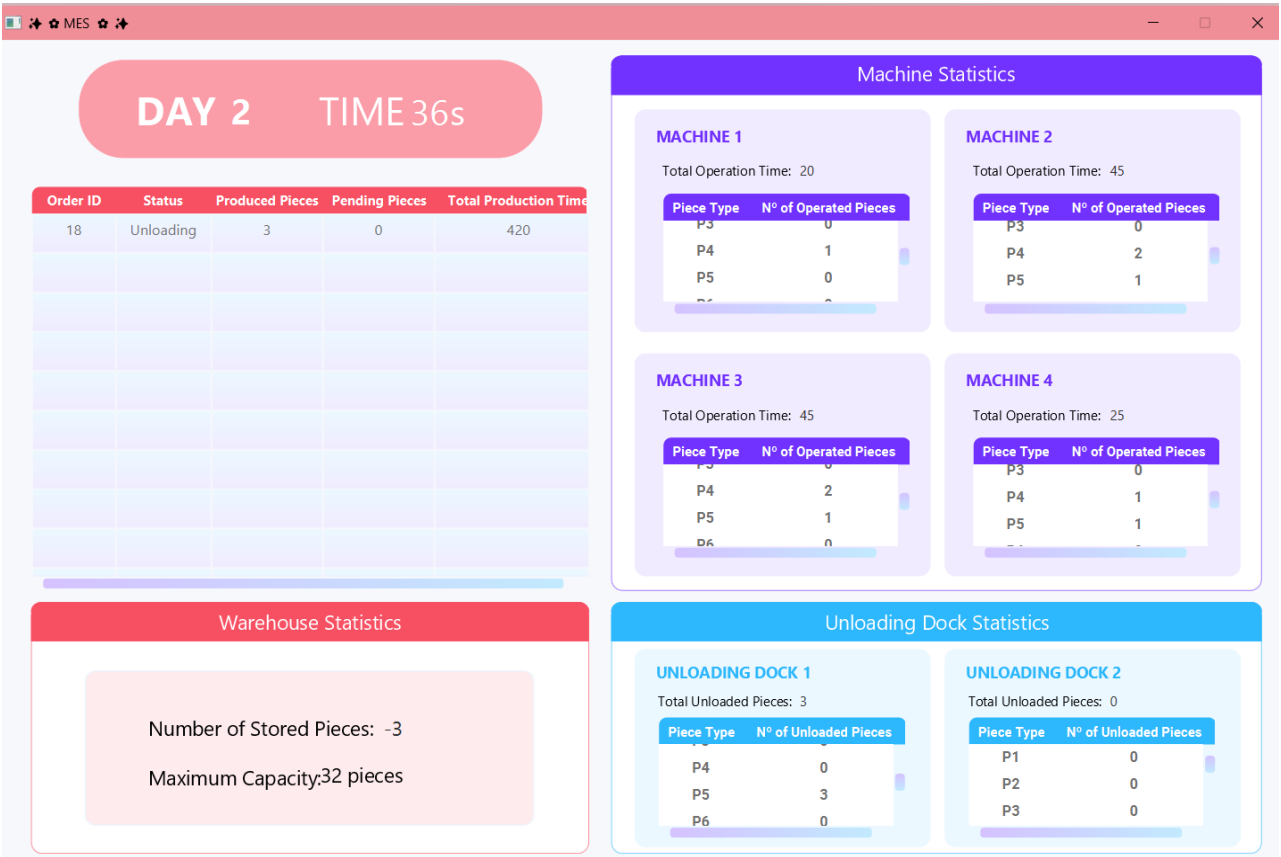 MES
DAY 2 TIME 36s
Order ID Status Produced Pieces Pending Pieces Total Production Time
18 Unloading 3 0 420
Machine Statistics
MACHINE 1
Total Operation Time: 20
Piece Type Nº of Operated Pieces
P3 0
P4 1
P5 0
MACHINE 2
Total Operation Time: 45
Piece Type Nº of Operated Pieces
P3 0
P4 2
P5 1
MACHINE 3
Total Operation Time: 45
Piece Type Nº of Operated Pieces
P3 0
P4 2
P5 1
P6 0
MACHINE 4
Total Operation Time: 25
Piece Type Nº of Operated Pieces
P3 0
P4 1
P5 1
Warehouse Statistics
Number of Stored Pieces: -3
Maximum Capacity:32 pieces
Unloading Dock Statistics
UNLOADING DOCK 1
Total Unloaded Pieces: 3
Piece Type Nº of Unloaded Pieces
P4 0
P5 3
P6 0
UNLOADING DOCK 2
Total Unloaded Pieces: 0
Piece Type Nº of Unloaded Pieces
P1 0
P2 0
P3 0